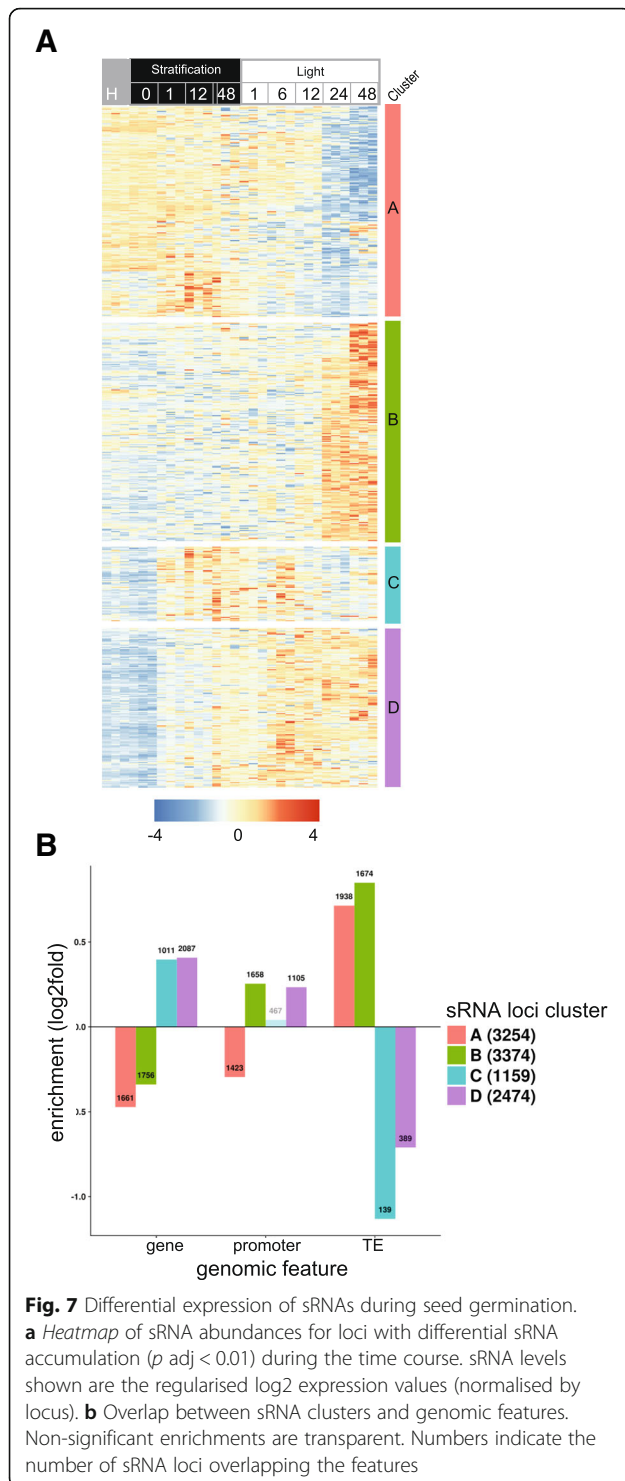 A
Stratification Light
H 0 1 12 48 1 6 12 24 48 Cluster
A
B
C
D
-4 0 4
B
enrichment (log2fold)
0.5
0.0
0.5
-1.0
1661 1756 1011 2087
1423 1658 467 1105
1938 1674 139 389
gene promoter TE
genomic feature
sRNA loci cluster
A (3254)
B (3374)
C (1159)
D (2474)
Fig. 7 Differential expression of sRNAs during seed germination.
a Heatmap of sRNA abundances for loci with differential sRNA
accumulation (p adj < 0.01) during the time course. sRNA levels
shown are the regularised log2 expression values (normalised by
locus). b Overlap between sRNA clusters and genomic features.
Non-significant enrichments are transparent. Numbers indicate the
number of sRNA loci overlapping the features